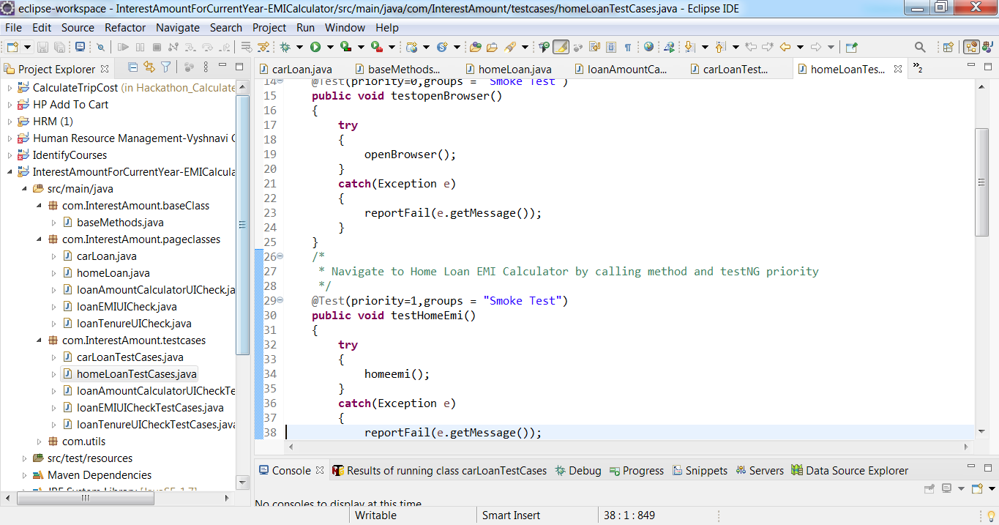 eclipse-workspace - InterestAmountForCurrentYear-EMICalculator/src/main/java/com/InterestAmount/testcases/homeLoanTestCases.java - Eclipse IDE
File Edit Source Refactor Navigate Search Project Run Window Help
Project Explorer
CalculateTripCost (in Hackathon_Calculate
HP Add To Cart
HRM (1)
Human Resource Management-Vyshnavi
IdentifyCourses
InterestAmountForCurrentYear-EMICalcula
src/main/java
com.InterestAmount.baseClass
baseMethods.java
com.InterestAmount.pageclasses
carLoan.java
homeLoan.java
loanAmountCalculatorUICheck.ja
loanEMIUICheck.java
loanTenureUICheck.java
com.InterestAmount.testcases
carLoanTestCases.java
homeLoanTestCases.java
loanAmountCalculatorUICheckTe
loanEMIUICheckTestCases.java
loanTenureUICheckTestCases.java
com.utils
src/test/resources
Maven Dependencies
JRE System Library [JavaSE-1.7]
carLoan.java baseMethods... homeLoan.java loanAmountCa... carLoanTest... homeLoanTes... »2
14 @Test(priority=0,groups = "Smoke Test")
15 public void testopenBrowser()
16 {
17 try
18 {
19 openBrowser();
20 }
21 catch(Exception e)
22 {
23 reportFail(e.getMessage());
24 }
25 }
26 /*
27 * Navigate to Home Loan EMI Calculator by calling method and testNG priority
28 */
29 @Test(priority=1,groups = "Smoke Test")
30 public void testHomeEmi()
31 {
32 try
33 {
34 homeemi();
35 }
36 catch(Exception e)
37 {
38 reportFail(e.getMessage());
Console Results of running class carLoanTestCases Debug Progress Snippets Servers Data Source Explorer
No consoles to display at this time.
Writable Smart Insert 38 : 1 : 849